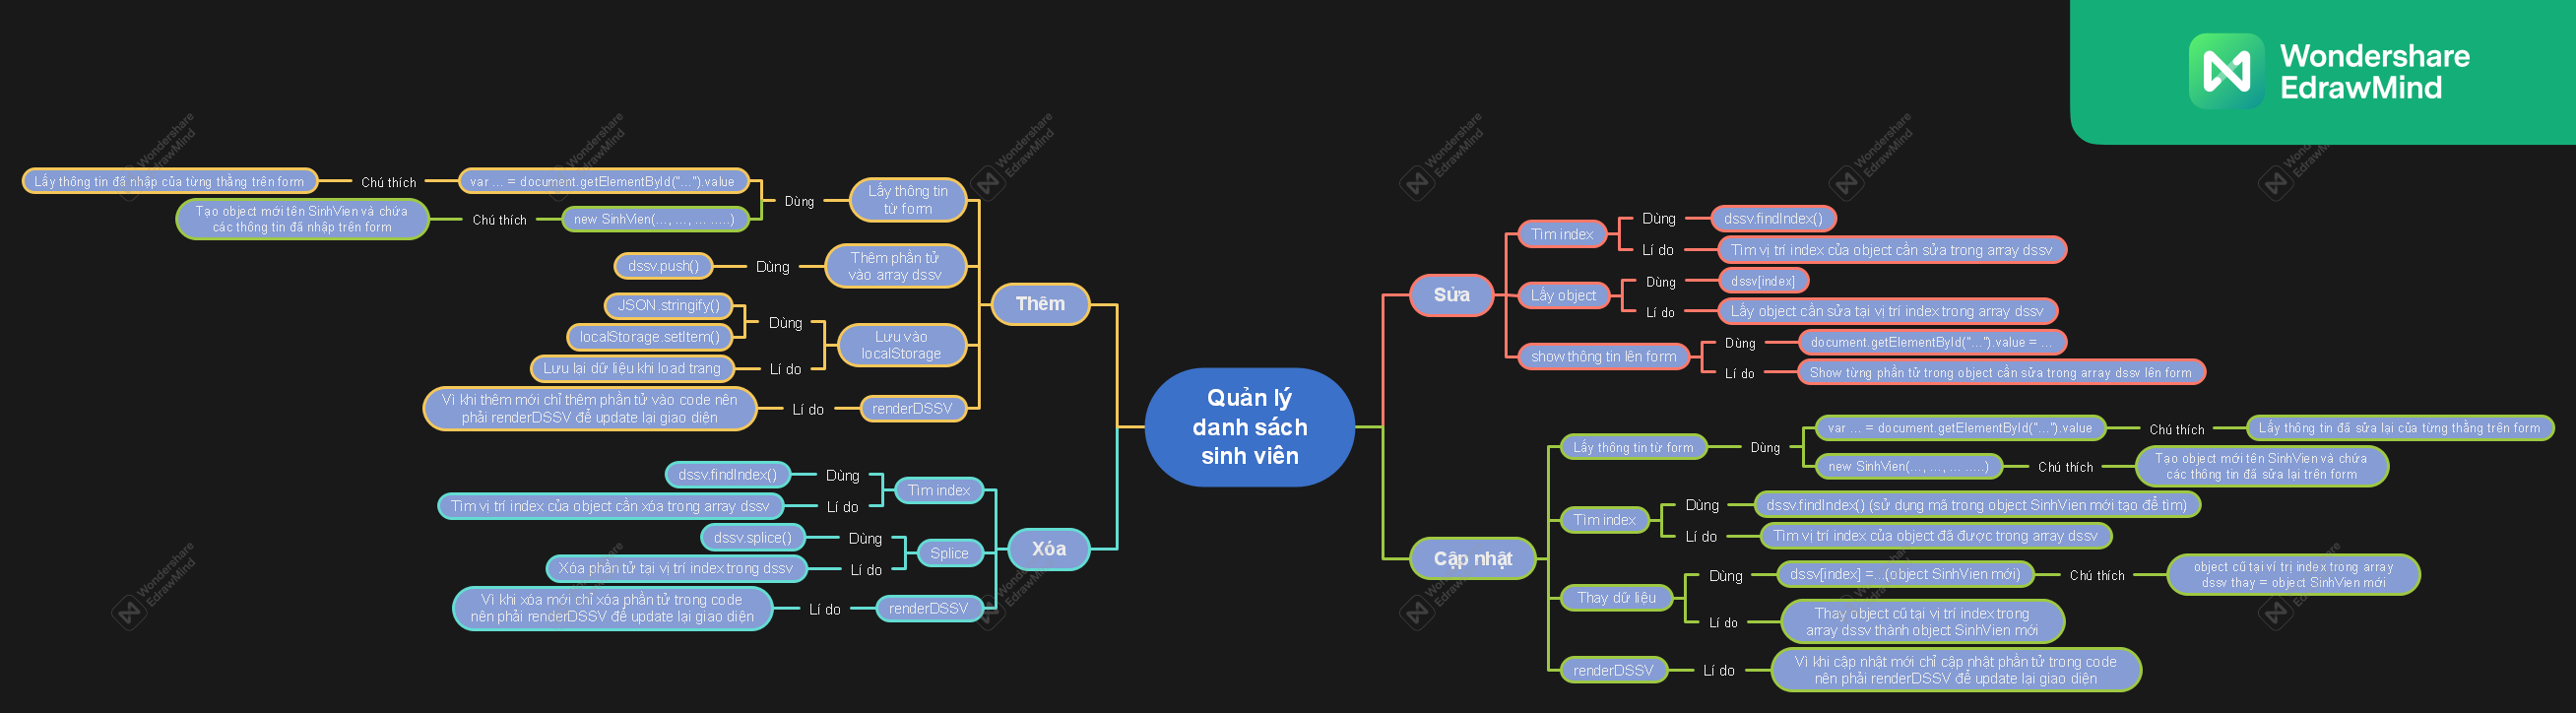 Wondershare
EdrawMind
Quản lý
danh sách
sinh viên
Thêm
Lấy thông tin
từ form
Dùng
var ... = document.getElementById("...").value
Chú thích
Lấy thông tin đã nhập của từng thằng trên form
new SinhVien(..., ..., ... .....)
Chú thích
Tạo object mới tên SinhVien và chứa
các thông tin đã nhập trên form
Thêm phần tử
vào array dssv
Dùng
dssv.push()
Lưu vào
localStorage
Dùng
JSON.stringify()
localStorage.setItem()
Lí do
Lưu lại dữ liệu khi load trang
renderDSSV
Lí do
Vì khi thêm mới chỉ thêm phần tử vào code nên
phải renderDSSV để update lại giao diện
Xóa
Tìm index
Dùng
dssv.findIndex()
Lí do
Tìm vị trí index của object cần xóa trong array dssv
Splice
Dùng
dssv.splice()
Lí do
Xóa phần tử tại vị trí index trong dssv
renderDSSV
Lí do
Vì khi xóa mới chỉ xóa phần tử trong code
nên phải renderDSSV để update lại giao diện
Sửa
Tìm index
Dùng
dssv.findIndex()
Lí do
Tìm vị trí index của object cần sửa trong array dssv
Lấy object
Dùng
dssv[index]
Lí do
Lấy object cần sửa tại vị trí index trong array dssv
show thông tin lên form
Dùng
document.getElementById("...").value = ...
Lí do
Show từng phần tử trong object cần sửa trong array dssv lên form
Cập nhật
Lấy thông tin từ form
Dùng
var ... = document.getElementById("...").value
Chú thích
Lấy thông tin đã sửa lại của từng thằng trên form
new SinhVien(..., ..., ... .....)
Chú thích
Tạo object mới tên SinhVien và chứa
các thông tin đã sửa lại trên form
Tìm index
Dùng
dssv.findIndex() (sử dụng mã trong object SinhVien mới tạo để tìm)
Lí do
Tìm vị trí index của object đã được trong array dssv
Thay dữ liệu
Dùng
dssv[index] =...(object SinhVien mới)
Chú thích
object cũ tại ví trị index trong array
dssv thay = object SinhVien mới
Lí do
Thay object cũ tại vị trí index trong
array dssv thành object SinhVien mới
renderDSSV
Lí do
Vì khi cập nhật mới chỉ cập nhật phần tử trong code
nên phải renderDSSV để update lại giao diện